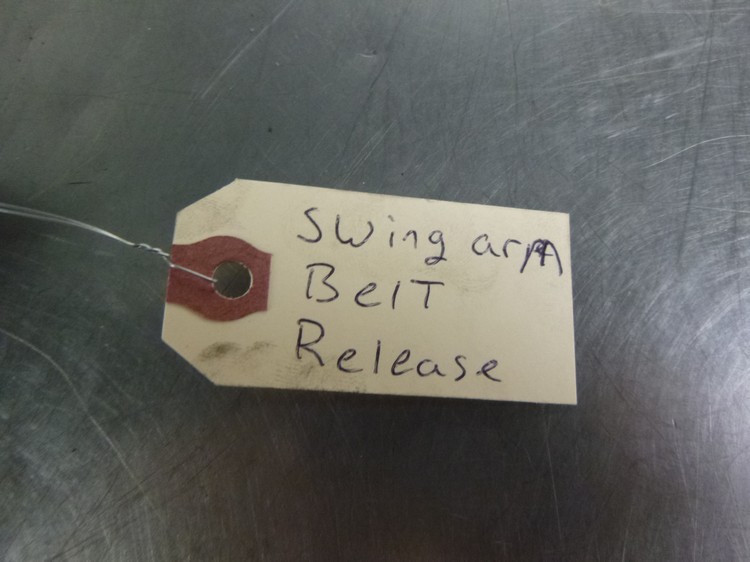 Swing arm
BelT
Release